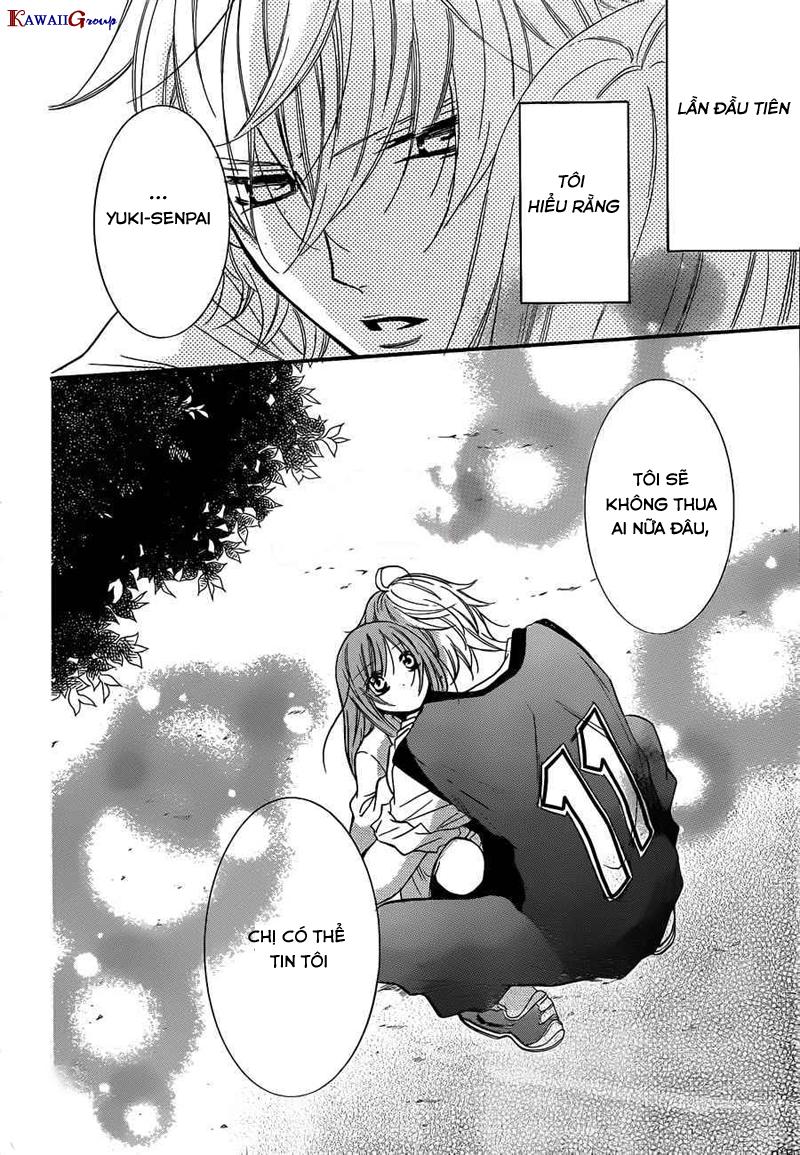 KAWAIIGroup
LẦN ĐẦU TIÊN
TÔI
HIỂU RẰNG
...
YUKI-SENPAI
TÔI SẼ
KHÔNG THUA
AI NỮA ĐÂU,
11
CHỊ CÓ THỂ
TIN TÔI